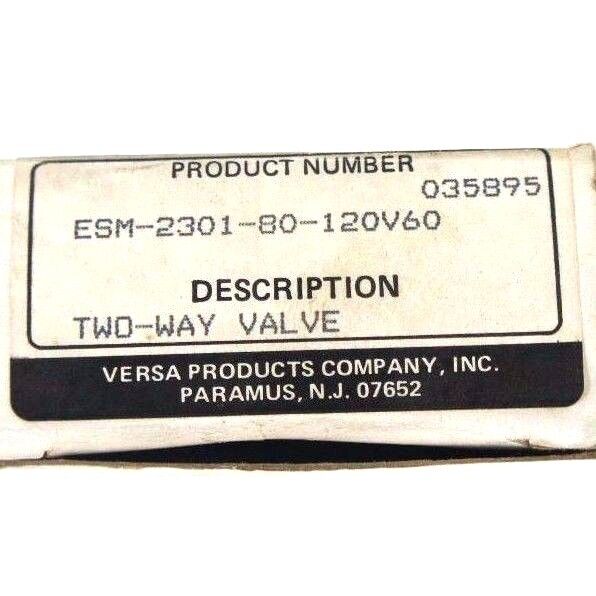 PRODUCT NUMBER
035895
ESM-2301-80-120V60
DESCRIPTION
TWO-WAY VALVE
VERSA PRODUCTS COMPANY, INC.
PARAMUS, N.J. 07652